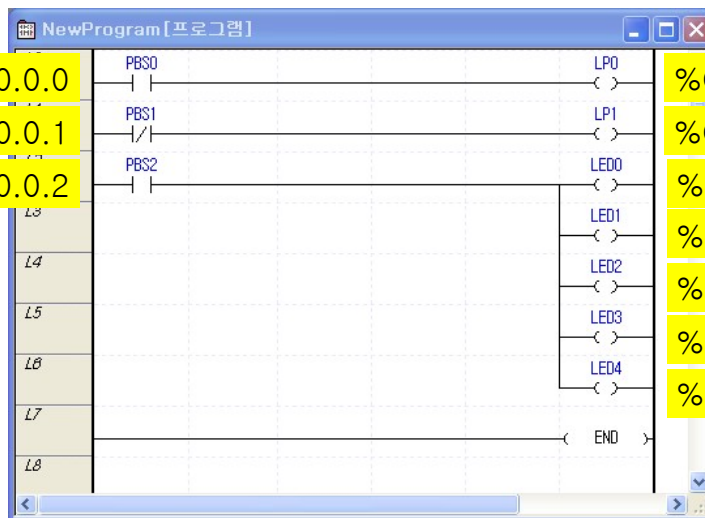 NewProgram[프로그램]
PBS0 LP0
0.0.0 %
PBS1 LP1
0.0.1 %
PBS2 LED0
0.0.2 %
L3 LED1 %
L4 LED2 %
L5 LED3 %
L6 LED4 %
L7 END
L8